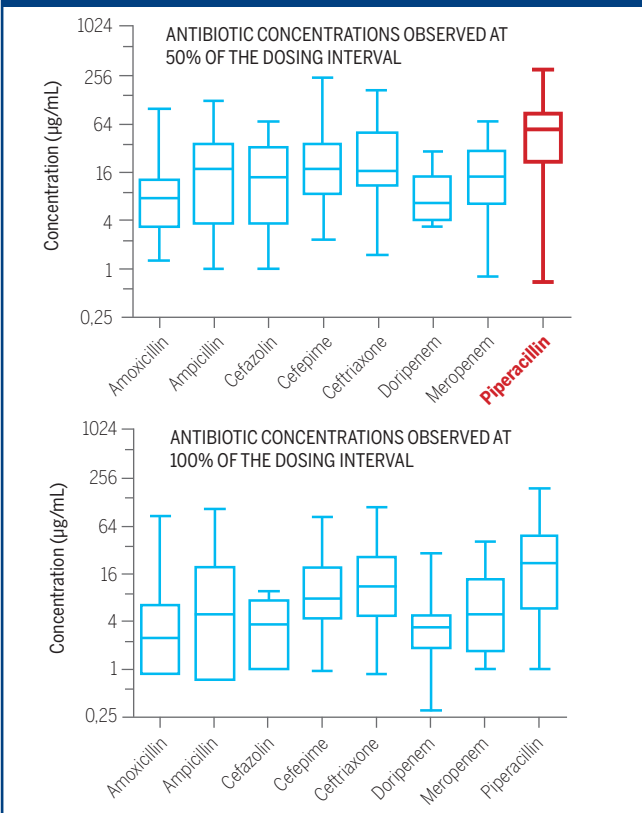 ANTIBIOTIC CONCENTRATIONS OBSERVED AT
50% OF THE DOSING INTERVAL
Concentration (µg/mL)
1024
256
64
16
4
1
0,25
Amoxicillin
Ampicillin
Cefazolin
Cefepime
Ceftriaxone
Doripenem
Meropenem
Piperacillin
ANTIBIOTIC CONCENTRATIONS OBSERVED AT
100% OF THE DOSING INTERVAL
Concentration (µg/mL)
1024
256
64
16
4
1
0,25
Amoxicillin
Ampicillin
Cefazolin
Cefepime
Ceftriaxone
Doripenem
Meropenem
Piperacillin